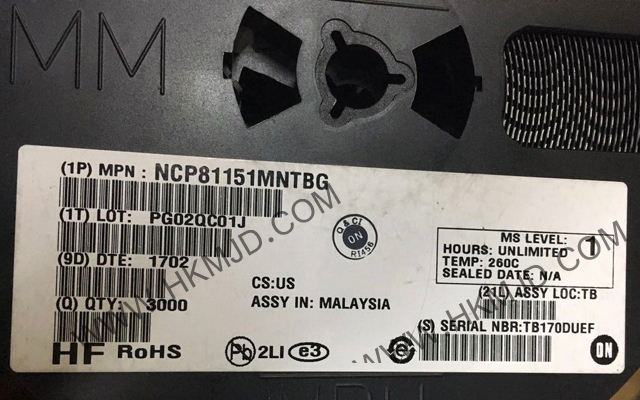 MM
(1P) MPN : NCP81151MNTBG
(1T) LOT: PG02QC01J
(9D) DTE: 1702
(Q) QTY: 3000
HF RoHS
Pb 2LI e3
CS:US
ASSY IN: MALAYSIA
Q & CI
ON
R1456
MS LEVEL: 1
HOURS: UNLIMITED
TEMP: 260C
SEALED DATE: N/A
(21L) ASSY LOC:TB
(S) SERIAL NBR:TB170DUEF
ON
WWW.HKMJD.COM
WWW.HKMJD.COM